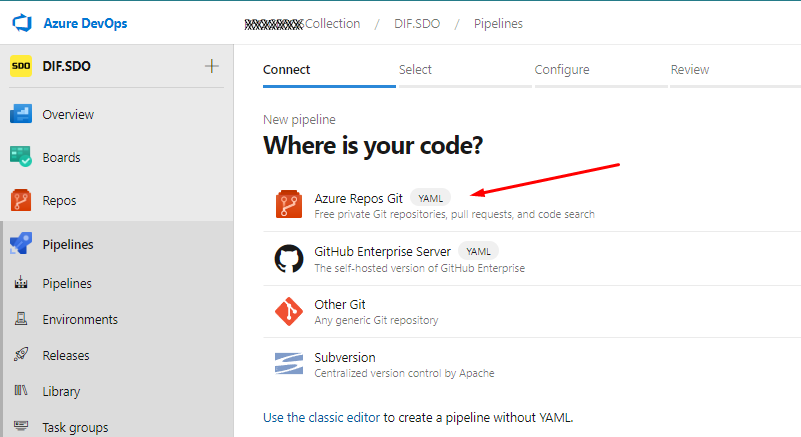 Azure DevOps
Collection / DIF.SDO / Pipelines
SDO DIF.SDO +
Overview
Boards
Repos
Pipelines
Pipelines
Environments
Releases
Library
Task groups
Connect
Select
Configure
Review
New pipeline
Where is your code?
Azure Repos Git YAML
Free private Git repositories, pull requests, and code search
GitHub Enterprise Server YAML
The self-hosted version of GitHub Enterprise
Other Git
Any generic Git repository
Subversion
Centralized version control by Apache
Use the classic editor to create a pipeline without YAML.